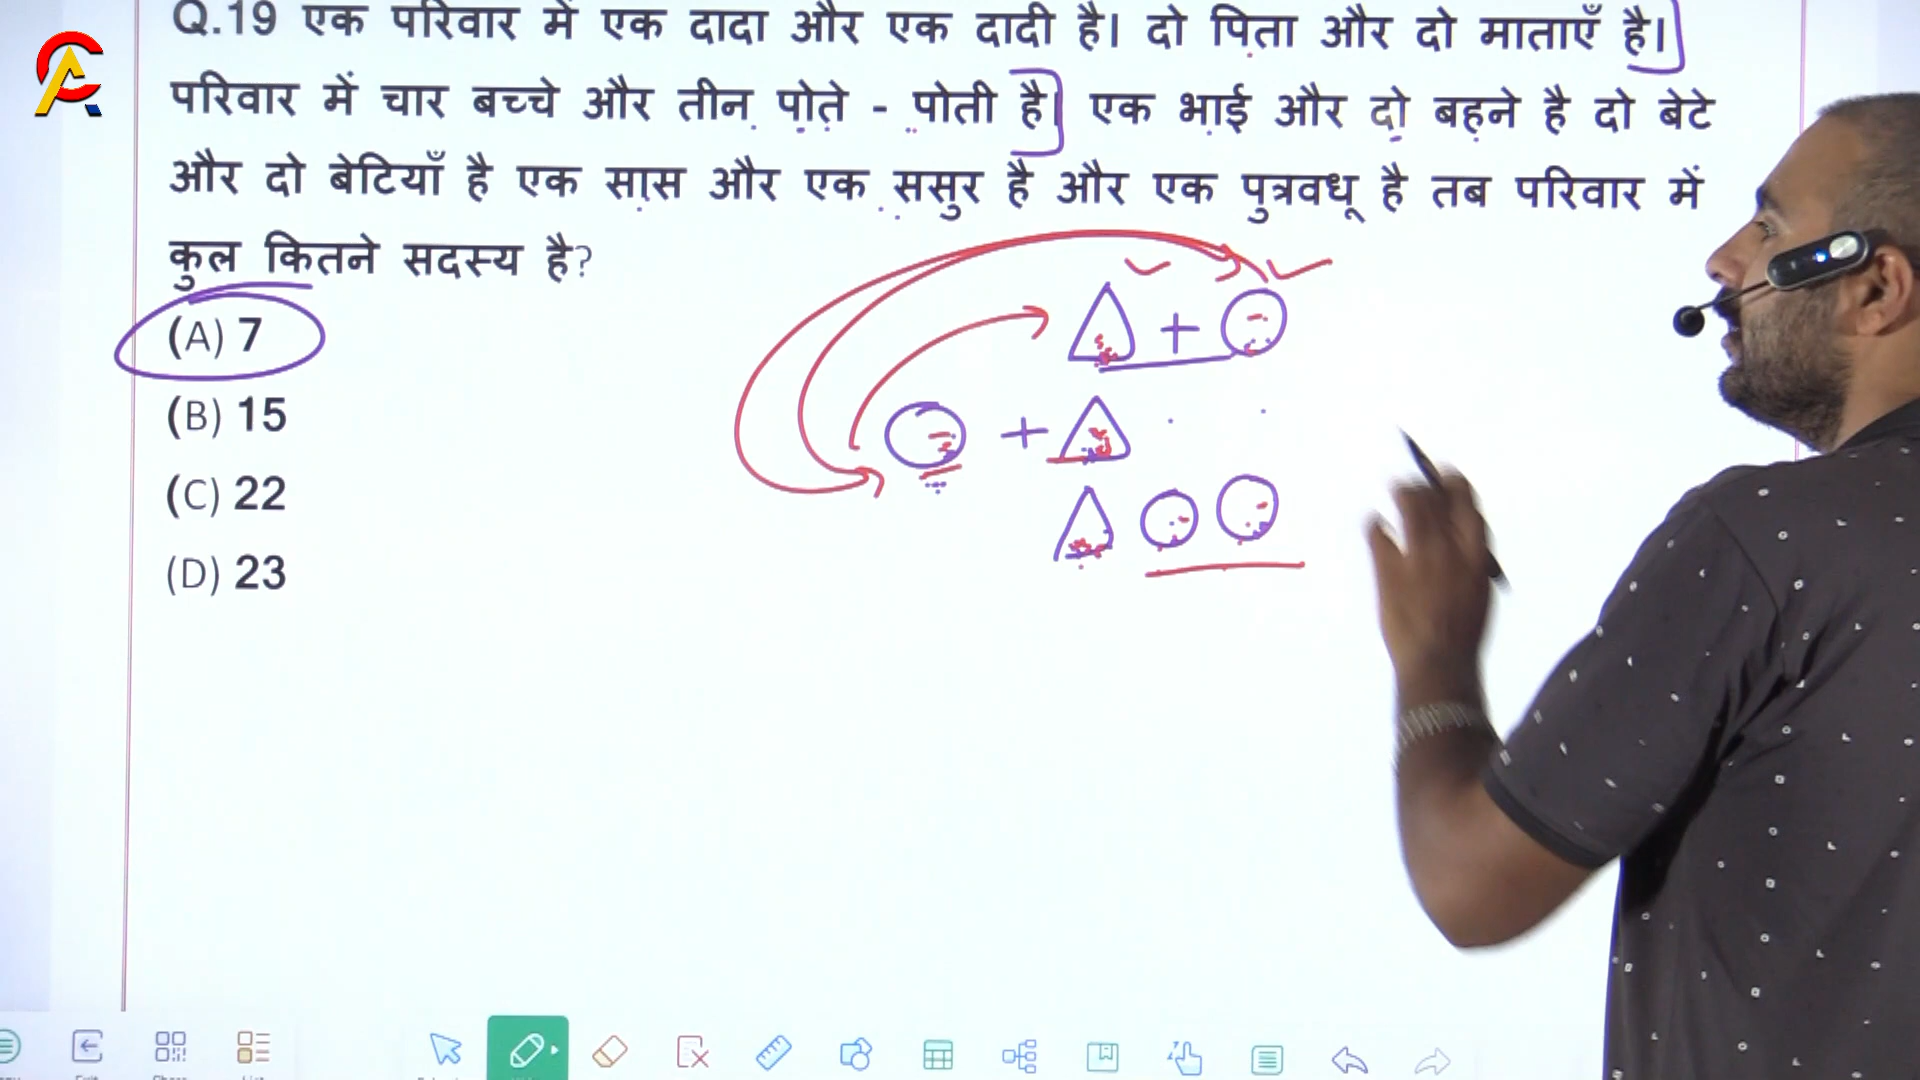 Q.19 एक परिवार में एक दादा और एक दादी है। दो पिता और दो माताएँ है।
परिवार में चार बच्चे और तीन पोते - पोती है। एक भाई और दो बहने है दो बेटे
और दो बेटियाँ है एक सास और एक ससुर है और एक पुत्रवधू है तब परिवार में
कुल कितने सदस्य है?
(A) 7
(B) 15
(C) 22
(D) 23